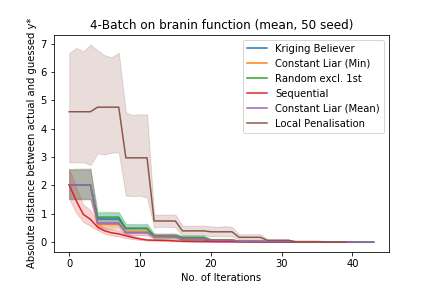 4-Batch on branin function (mean, 50 seed)
Absolute distance between actual and guessed y*
7
6
5
4
3
2
1
0
Kriging Believer
Constant Liar (Min)
Random excl. 1st
Sequential
Constant Liar (Mean)
Local Penalisation
0 10 20 30 40
No. of Iterations